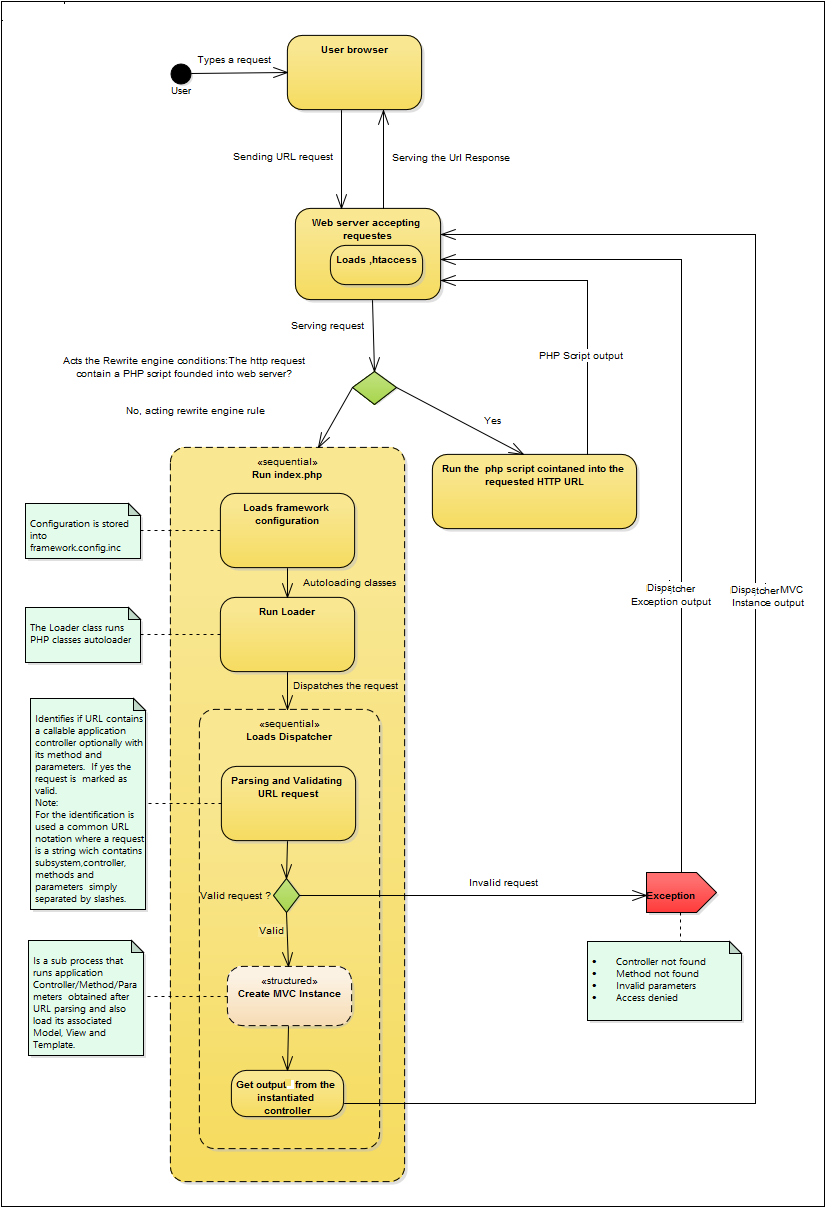 User browser
Types a request
User
Sending URL request
Serving the Url Response
Web server accepting
requestes
Loads ,htaccess
Serving request
PHP Script output
Acts the Rewrite engine conditions:The http request
contain a PHP script founded into web server?
No, acting rewrite engine rule
Yes
«sequential»
Run index.php
Run the  php script cointaned into the
requested HTTP URL
Loads framework
configuration
Configuration is stored
into
framework.config.inc
Autoloading classes
Run Loader
The Loader class runs
PHP classes autoloader
Dispatcher
Exception output
DispatcherMVC
Instance output
Dispatches the request
«sequential»
Loads Dispatcher
Identifies if URL contains
a callable application
controller optionally with
its method and
parameters.  If yes the
request is  marked as
valid.
Note:
For the identification is
used a common URL
notation where a request
is a string wich contatins
subsystem,controller,
methods and
parameters  simply
separated by slashes.
Parsing and Validating
URL request
Valid request ?
Invalid request
Exception
Valid
• Controller not found
• Method not found
• Invalid parameters
• Access denied
Is a sub process that
runs application
Controller/Method/Para
meters  obtained after
URL parsing and also
load its associated
Model, View and
Template.
«structured»
Create MVC Instance
Get output from the
instantiated
controller